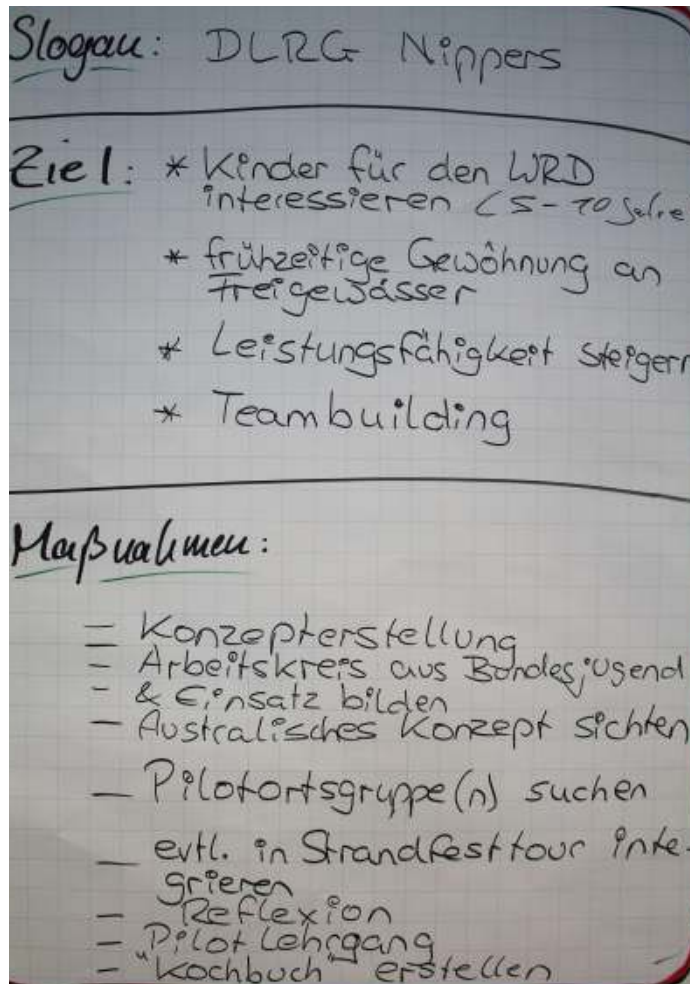 Slogan: DLRG Nippers
Ziel: * Kinder für den WRD
interessieren (5-10 Jahre
* frühzeitige Gewöhnung an
Freigewässer
* Leistungsfähigkeit steigern
* Teambuilding
Maßnahmen:
- Konzepterstellung
- Arbeitskreis aus Bundesjugend
- & Einsatz bilden
- Australisches Konzept sichten
- Pilotortsgruppe(n) suchen
- evtl. in Strandfesttour inte-
grieren
- Reflexion
- Pilot Lehrgang
- "Kochbuch" erstellen